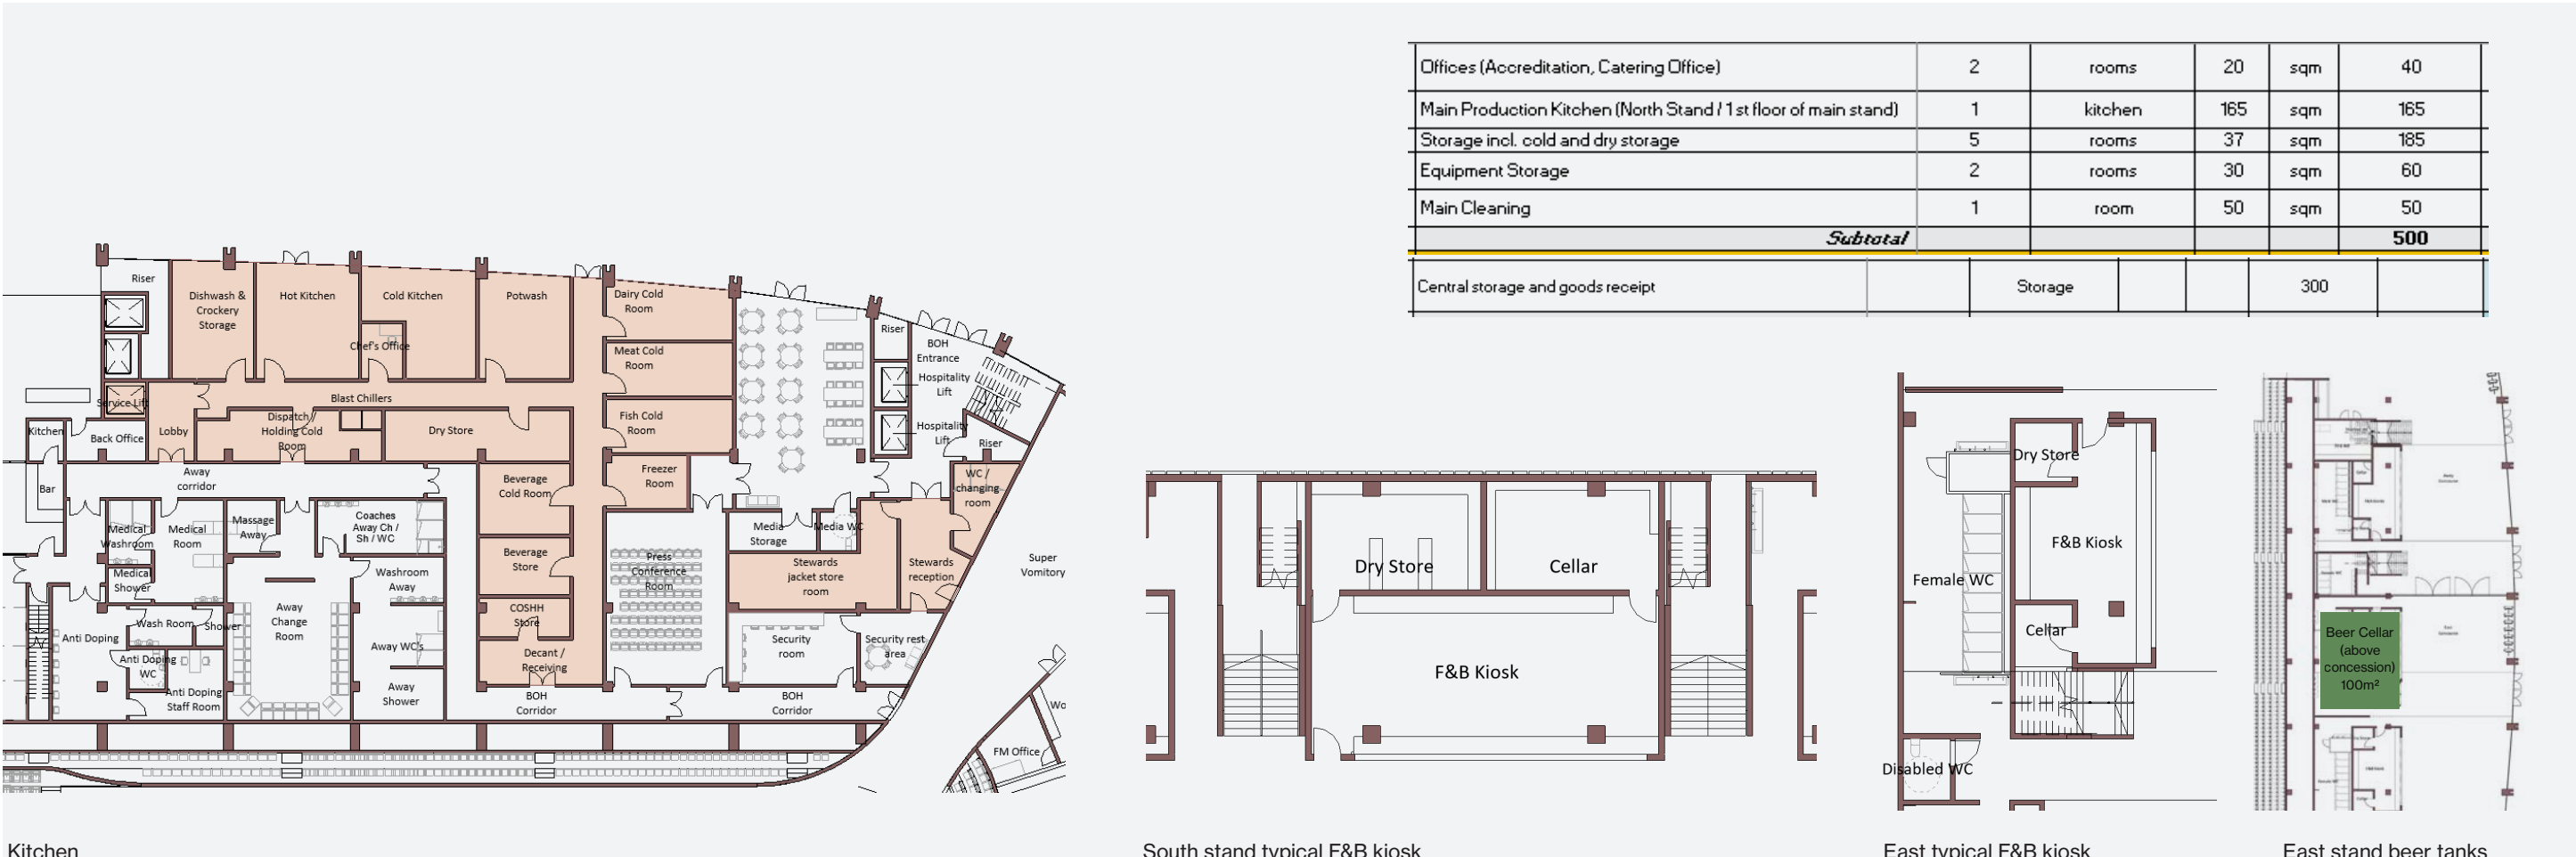 Offices (Accreditation, Catering Office) 2 rooms 20 sqm 40
Main Production Kitchen (North Stand / 1st floor of main stand) 1 kitchen 165 sqm 165
Storage incl. cold and dry storage 5 rooms 37 sqm 185
Equipment Storage 2 rooms 30 sqm 60
Main Cleaning 1 room 50 sqm 50
Subtotal 500
Central storage and goods receipt Storage 300
Riser
Dishwash &
Crockery
Storage
Hot Kitchen
Cold Kitchen
Chef's Office
Potwash
Dairy Cold
Room
Meat Cold
Room
Fish Cold
Room
Freezer
Room
Riser
BOH
Entrance
Hospitality
Lift
Hospitality
Lift
Riser
WC /
changing
room
Service Lift
Blast Chillers
Kitchen
Back Office
Lobby
Dispatch /
Holding Cold
Room
Dry Store
Bar
Away
corridor
Beverage
Cold Room
Medical
Washroom
Medical
Room
Massage
Away
Coaches
Away Ch /
Sh / WC
Media
Storage
Media WC
Medical
Shower
Washroom
Away
Beverage
Store
Press
Conference
Room
Stewards
jacket store
room
Stewards
reception
Super
Vomitory
Anti Doping
Wash Room
Shower
Away
Change
Room
Away WC's
COSHH
Store
Security
room
Security rest
area
Anti Doping
WC
Anti Doping
Staff Room
Away
Shower
Decant /
Receiving
BOH
Corridor
BOH
Corridor
Wo
FM Office
Kitchen
Dry Store
Cellar
F&B Kiosk
South stand typical F&B kiosk
Dry Store
F&B Kiosk
Female WC
Cellar
Disabled WC
East typical F&B kiosk
Beer Cellar
(above
concession)
100m²
East stand beer tanks